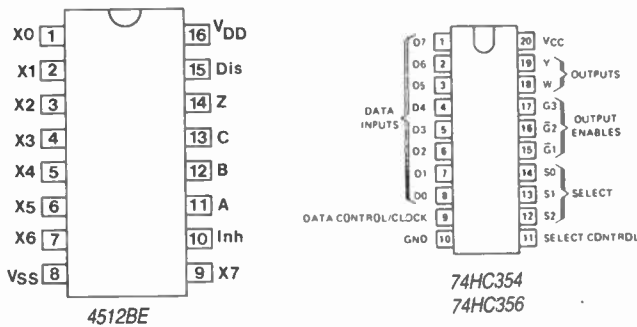 X0 1 16 VDD
X1 2 15 Dis
X2 3 14 Z
X3 4 13 C
X4 5 12 B
X5 6 11 A
X6 7 10 Inh
VSS 8 9 X7
4512BE
D7 1 20 VCC
D6 2 19 Y
D5 3 18 W
OUTPUTS
D4 4 17 G3
DATA INPUTS
D3 5 16 G̅2
OUTPUT ENABLES
D2 6 15 G̅1
D1 7 14 S0
D0 8 13 S1
SELECT
DATA CONTROL/CLOCK 9 12 S2
GND 10 11 SELECT CONTROL
74HC354
74HC356